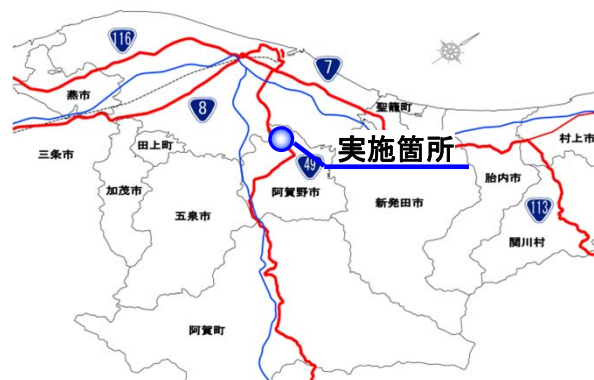 116
7
燕市
8
聖籠町
実施箇所
三条市
田上町
村上市
49
加茂市
阿賀野市
胎内市
五泉市
新発田市
113
関川村
阿賀町